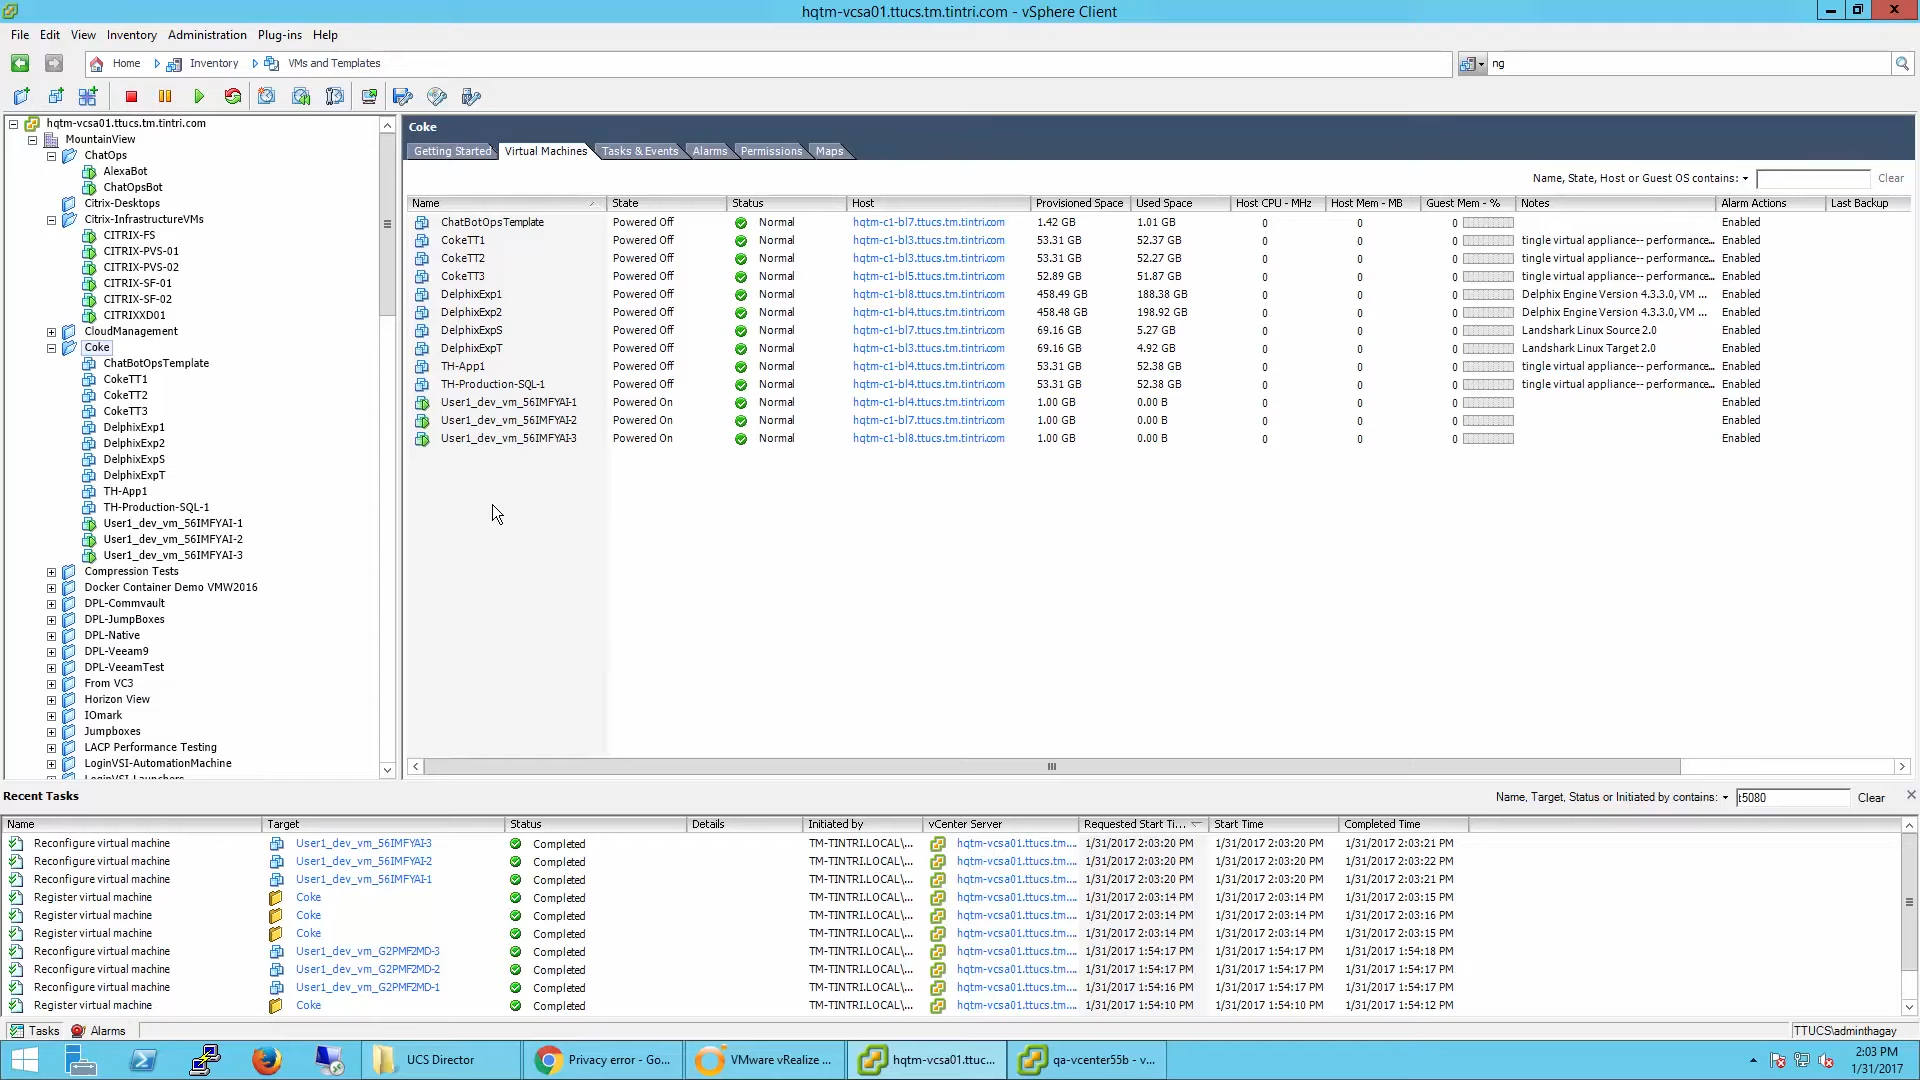 hqtm-vcsa01.ttucs.tm.tintri.com - vSphere Client
File Edit View Inventory Administration Plug-ins Help
Home Inventory VMs and Templates ng
hqtm-vcsa01.ttucs.tm.tintri.com
MountainView
ChatOps
AlexaBot
ChatOpsBot
Citrix-Desktops
Citrix-InfrastructureVMs
CITRIX-FS
CITRIX-PVS-01
CITRIX-PVS-02
CITRIX-SF-01
CITRIX-SF-02
CITRIXXD01
CloudManagement
Coke
ChatBotOpsTemplate
CokeTT1
CokeTT2
CokeTT3
DelphixExp1
DelphixExp2
DelphixExpS
DelphixExpT
TH-App1
TH-Production-SQL-1
User1_dev_vm_56IMFYAI-1
User1_dev_vm_56IMFYAI-2
User1_dev_vm_56IMFYAI-3
Compression Tests
Docker Container Demo VMW2016
DPL-Commvault
DPL-JumpBoxes
DPL-Native
DPL-Veeam9
DPL-VeeamTest
From VC3
Horizon View
IOmark
Jumpboxes
LACP Performance Testing
LoginVSI-AutomationMachine
LoginVSI-Launchers
Coke
Getting Started Virtual Machines Tasks & Events Alarms Permissions Maps
Name, State, Host or Guest OS contains: Clear
Name State Status Host Provisioned Space Used Space Host CPU - MHz Host Mem - MB Guest Mem - % Notes Alarm Actions Last Backup
ChatBotOpsTemplate Powered Off Normal hqtm-c1-bl7.ttucs.tm.tintri.com 1.42 GB 1.01 GB 0 0 0 Enabled
CokeTT1 Powered Off Normal hqtm-c1-bl3.ttucs.tm.tintri.com 53.31 GB 52.37 GB 0 0 0 tingle virtual appliance-- performance... Enabled
CokeTT2 Powered Off Normal hqtm-c1-bl3.ttucs.tm.tintri.com 53.31 GB 52.27 GB 0 0 0 tingle virtual appliance-- performance... Enabled
CokeTT3 Powered Off Normal hqtm-c1-bl5.ttucs.tm.tintri.com 52.89 GB 51.87 GB 0 0 0 tingle virtual appliance-- performance... Enabled
DelphixExp1 Powered Off Normal hqtm-c1-bl8.ttucs.tm.tintri.com 458.49 GB 188.38 GB 0 0 0 Delphix Engine Version 4.3.3.0, VM ... Enabled
DelphixExp2 Powered Off Normal hqtm-c1-bl4.ttucs.tm.tintri.com 458.48 GB 198.92 GB 0 0 0 Delphix Engine Version 4.3.3.0, VM ... Enabled
DelphixExpS Powered Off Normal hqtm-c1-bl7.ttucs.tm.tintri.com 69.16 GB 5.27 GB 0 0 0 Landshark Linux Source 2.0 Enabled
DelphixExpT Powered Off Normal hqtm-c1-bl3.ttucs.tm.tintri.com 69.16 GB 4.92 GB 0 0 0 Landshark Linux Target 2.0 Enabled
TH-App1 Powered Off Normal hqtm-c1-bl4.ttucs.tm.tintri.com 53.31 GB 52.38 GB 0 0 0 tingle virtual appliance-- performance... Enabled
TH-Production-SQL-1 Powered Off Normal hqtm-c1-bl4.ttucs.tm.tintri.com 53.31 GB 52.38 GB 0 0 0 tingle virtual appliance-- performance... Enabled
User1_dev_vm_56IMFYAI-1 Powered On Normal hqtm-c1-bl4.ttucs.tm.tintri.com 1.00 GB 0.00 B 0 0 0 Enabled
User1_dev_vm_56IMFYAI-2 Powered On Normal hqtm-c1-bl7.ttucs.tm.tintri.com 1.00 GB 0.00 B 0 0 0 Enabled
User1_dev_vm_56IMFYAI-3 Powered On Normal hqtm-c1-bl8.ttucs.tm.tintri.com 1.00 GB 0.00 B 0 0 0 Enabled
Recent Tasks Name, Target, Status or Initiated by contains: t5080 Clear
Name Target Status Details Initiated by vCenter Server Requested Start Ti... Start Time Completed Time
Reconfigure virtual machine User1_dev_vm_56IMFYAI-3 Completed TM-TINTRI.LOCAL\... hqtm-vcsa01.ttucs.tm.... 1/31/2017 2:03:20 PM 1/31/2017 2:03:20 PM 1/31/2017 2:03:21 PM
Reconfigure virtual machine User1_dev_vm_56IMFYAI-2 Completed TM-TINTRI.LOCAL\... hqtm-vcsa01.ttucs.tm.... 1/31/2017 2:03:20 PM 1/31/2017 2:03:20 PM 1/31/2017 2:03:22 PM
Reconfigure virtual machine User1_dev_vm_56IMFYAI-1 Completed TM-TINTRI.LOCAL\... hqtm-vcsa01.ttucs.tm.... 1/31/2017 2:03:20 PM 1/31/2017 2:03:20 PM 1/31/2017 2:03:21 PM
Register virtual machine Coke Completed TM-TINTRI.LOCAL\... hqtm-vcsa01.ttucs.tm.... 1/31/2017 2:03:14 PM 1/31/2017 2:03:14 PM 1/31/2017 2:03:15 PM
Register virtual machine Coke Completed TM-TINTRI.LOCAL\... hqtm-vcsa01.ttucs.tm.... 1/31/2017 2:03:14 PM 1/31/2017 2:03:14 PM 1/31/2017 2:03:16 PM
Register virtual machine Coke Completed TM-TINTRI.LOCAL\... hqtm-vcsa01.ttucs.tm.... 1/31/2017 2:03:14 PM 1/31/2017 2:03:14 PM 1/31/2017 2:03:15 PM
Reconfigure virtual machine User1_dev_vm_G2PMF2MD-3 Completed TM-TINTRI.LOCAL\... hqtm-vcsa01.ttucs.tm.... 1/31/2017 1:54:17 PM 1/31/2017 1:54:17 PM 1/31/2017 1:54:18 PM
Reconfigure virtual machine User1_dev_vm_G2PMF2MD-2 Completed TM-TINTRI.LOCAL\... hqtm-vcsa01.ttucs.tm.... 1/31/2017 1:54:17 PM 1/31/2017 1:54:17 PM 1/31/2017 1:54:17 PM
Reconfigure virtual machine User1_dev_vm_G2PMF2MD-1 Completed TM-TINTRI.LOCAL\... hqtm-vcsa01.ttucs.tm.... 1/31/2017 1:54:16 PM 1/31/2017 1:54:16 PM 1/31/2017 1:54:17 PM
Register virtual machine Coke Completed TM-TINTRI.LOCAL\... hqtm-vcsa01.ttucs.tm.... 1/31/2017 1:54:10 PM 1/31/2017 1:54:10 PM 1/31/2017 1:54:12 PM
Tasks Alarms TTUCS\adminthagay
UCS Director Privacy error - Go... VMware vRealize ... hqtm-vcsa01.ttuc... qa-vcenter55b - v... 2:03 PM
1/31/2017